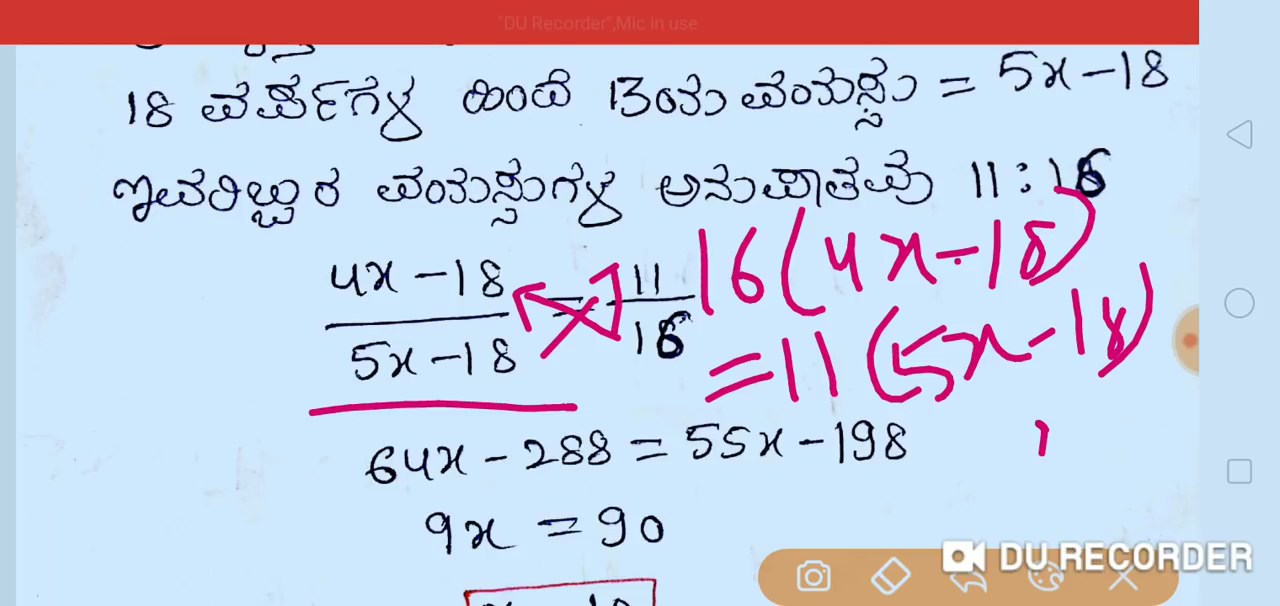 "DU Recorder",Mic in use
18 ವರ್ಷಗಳ ಹಿಂದೆ Bಯ ವಯಸ್ಸು = 5x-18
ಇವರಿಬ್ಬರ ವಯಸ್ಸುಗಳ ಅನುಪಾತವು 11:16
4x-18 = 11
5x-18 16
16(4x-18)
=11(5x-18)
64x-288=55x-198
9x=90
DU RECORDER